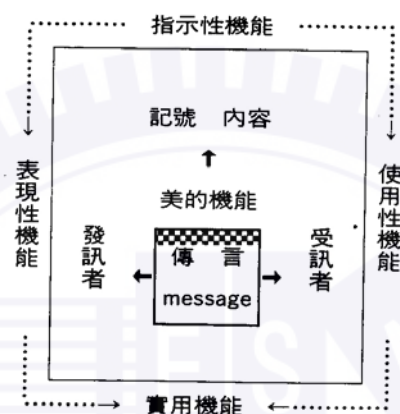 指示性機能
記號 內容
表現性機能
使用性機能
美的機能
發訊者
傳言
message
受訊者
實用機能